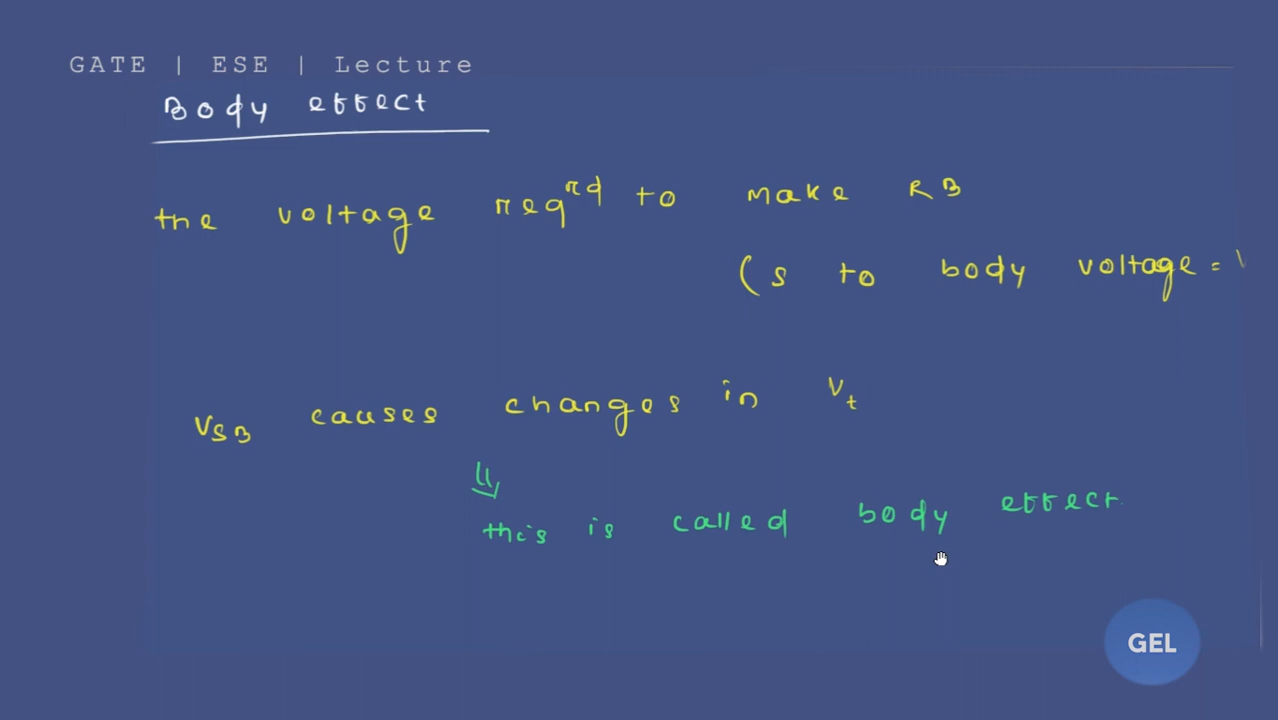 GATE | ESE | Lecture
Body effect
the voltage reqrd to make RB
(S to body voltage =
VSB causes changes in Vt
this is called body effect
GEL